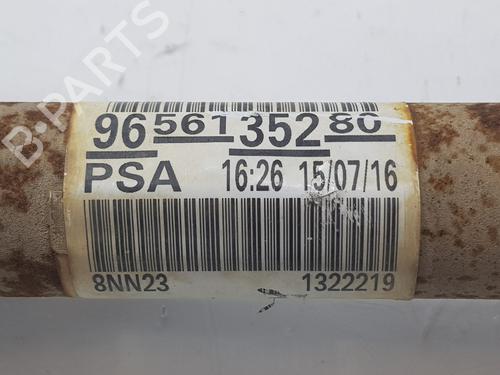 B-PARTS
96 561 352 80
PSA 16:26 15/07/16
8NN23 1322219